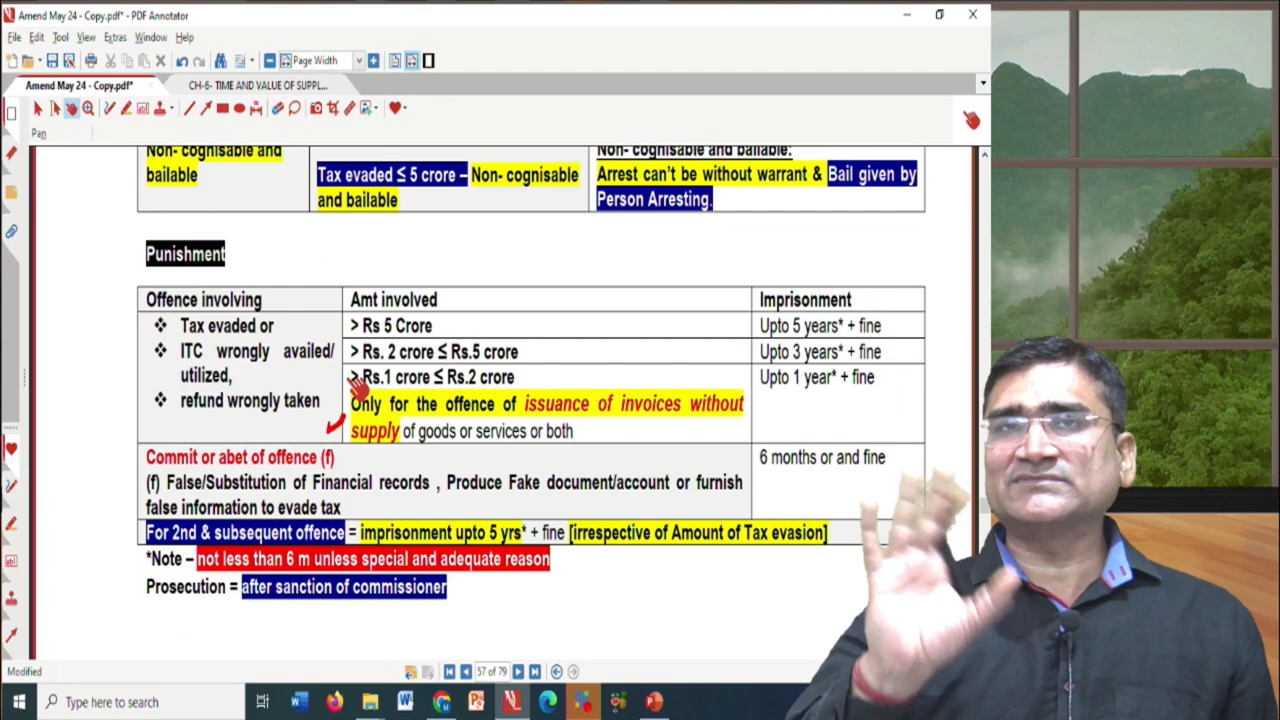 Amend May 24 - Copy.pdf* - PDF Annotator
File Edit Tool View Extras Window Help
Page Width
Amend May 24 - Copy.pdf*
CH-6- TIME AND VALUE OF SUPPL...
Pan
Non- cognisable and
bailable
Tax evaded ≤ 5 crore – Non- cognisable
and bailable
Non- cognisable and bailable:
Arrest can't be without warrant & Bail given by
Person Arresting.
Punishment
Offence involving
Amt involved
Imprisonment
❖ Tax evaded or
❖ ITC wrongly availed/
utilized,
❖ refund wrongly taken
> Rs 5 Crore
Upto 5 years* + fine
> Rs. 2 crore ≤ Rs.5 crore
Upto 3 years* + fine
> Rs.1 crore ≤ Rs.2 crore
Only for the offence of issuance of invoices without
supply of goods or services or both
Upto 1 year* + fine
Commit or abet of offence (f)
(f) False/Substitution of Financial records , Produce Fake document/account or furnish
false information to evade tax
6 months or and fine
For 2nd & subsequent offence = imprisonment upto 5 yrs* + fine [irrespective of Amount of Tax evasion]
*Note – not less than 6 m unless special and adequate reason
Prosecution = after sanction of commissioner
Modified
57 of 79
Type here to search